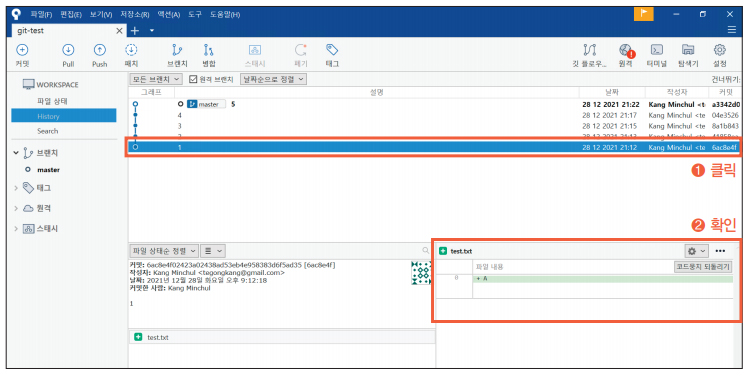 파일(F) 편집(E) 보기(V) 저장소(R) 액션(A) 도구 도움말(H)
git-test
커밋 Pull Push 패치 브랜치 병합 스태시 폐기 태그 깃 플로우... 원격 터미널 탐색기 설정
WORKSPACE
파일 상태
History
Search
브랜치
master
태그
원격
스태시
모든 브랜치 원격 브랜치 날짜순으로 정렬 건너뛰기:
그래프 설명 날짜 작성자 커밋
master 5 28 12 2021 21:22 Kang Minchul <t a3342d0
4 28 12 2021 21:17 Kang Minchul <te 04e3526
3 28 12 2021 21:15 Kang Minchul <te 8a1b843
1 28 12 2021 21:12 Kang Minchul <te 6ac8e4f
1 클릭
2 확인
파일 상태순 정렬
커밋: 6ac8e4f02423a02438ad53eb4e958383d6f5ad35 [6ac8e4f]
작성자: Kang Minchul <tegongkang@gmail.com>
날짜: 2021년 12월 28일 화요일 오후 9:12:18
커밋한 사람: Kang Minchul
1
test.txt
test.txt
파일 내용 코드뭉치 되돌리기
0 + A